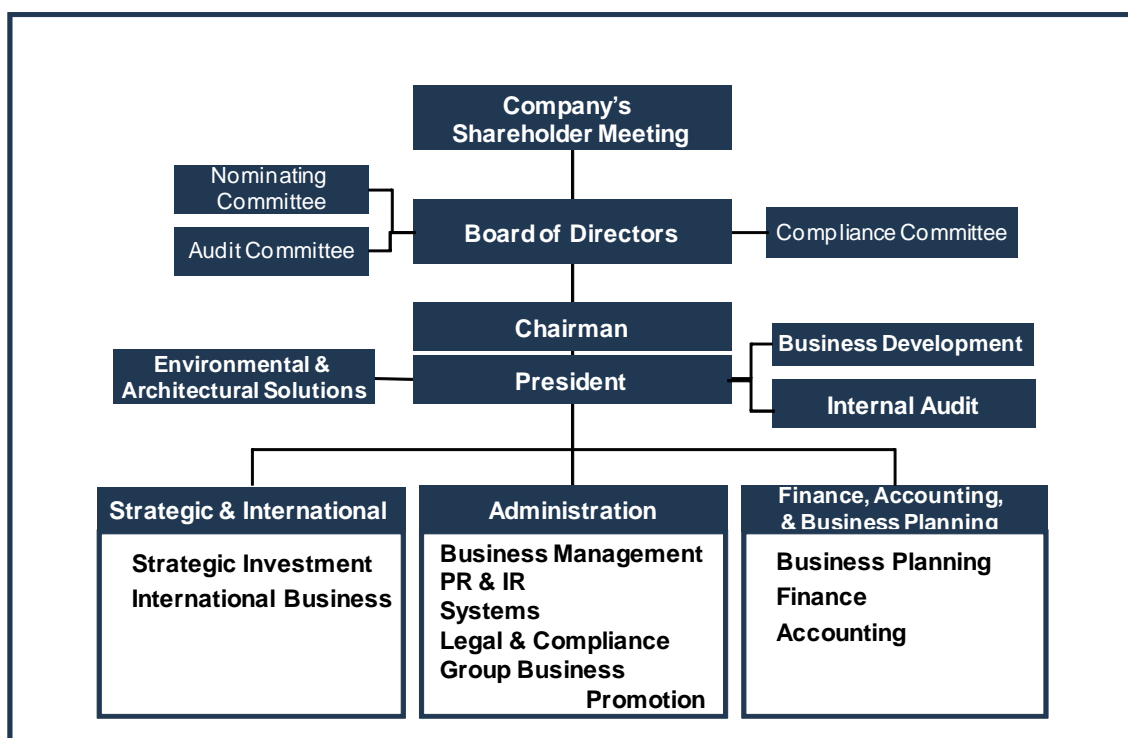 Company's
Shareholder Meeting
Nominating
Committee
Audit Committee
Board of Directors
Compliance Committee
Chairman
President
Environmental &
Architectural Solutions
Business Development
Internal Audit
Strategic & International
Strategic Investment
International Business
Administration
Business Management
PR & IR
Systems
Legal & Compliance
Group Business
Promotion
Finance, Accounting,
& Business Planning
Business Planning
Finance
Accounting